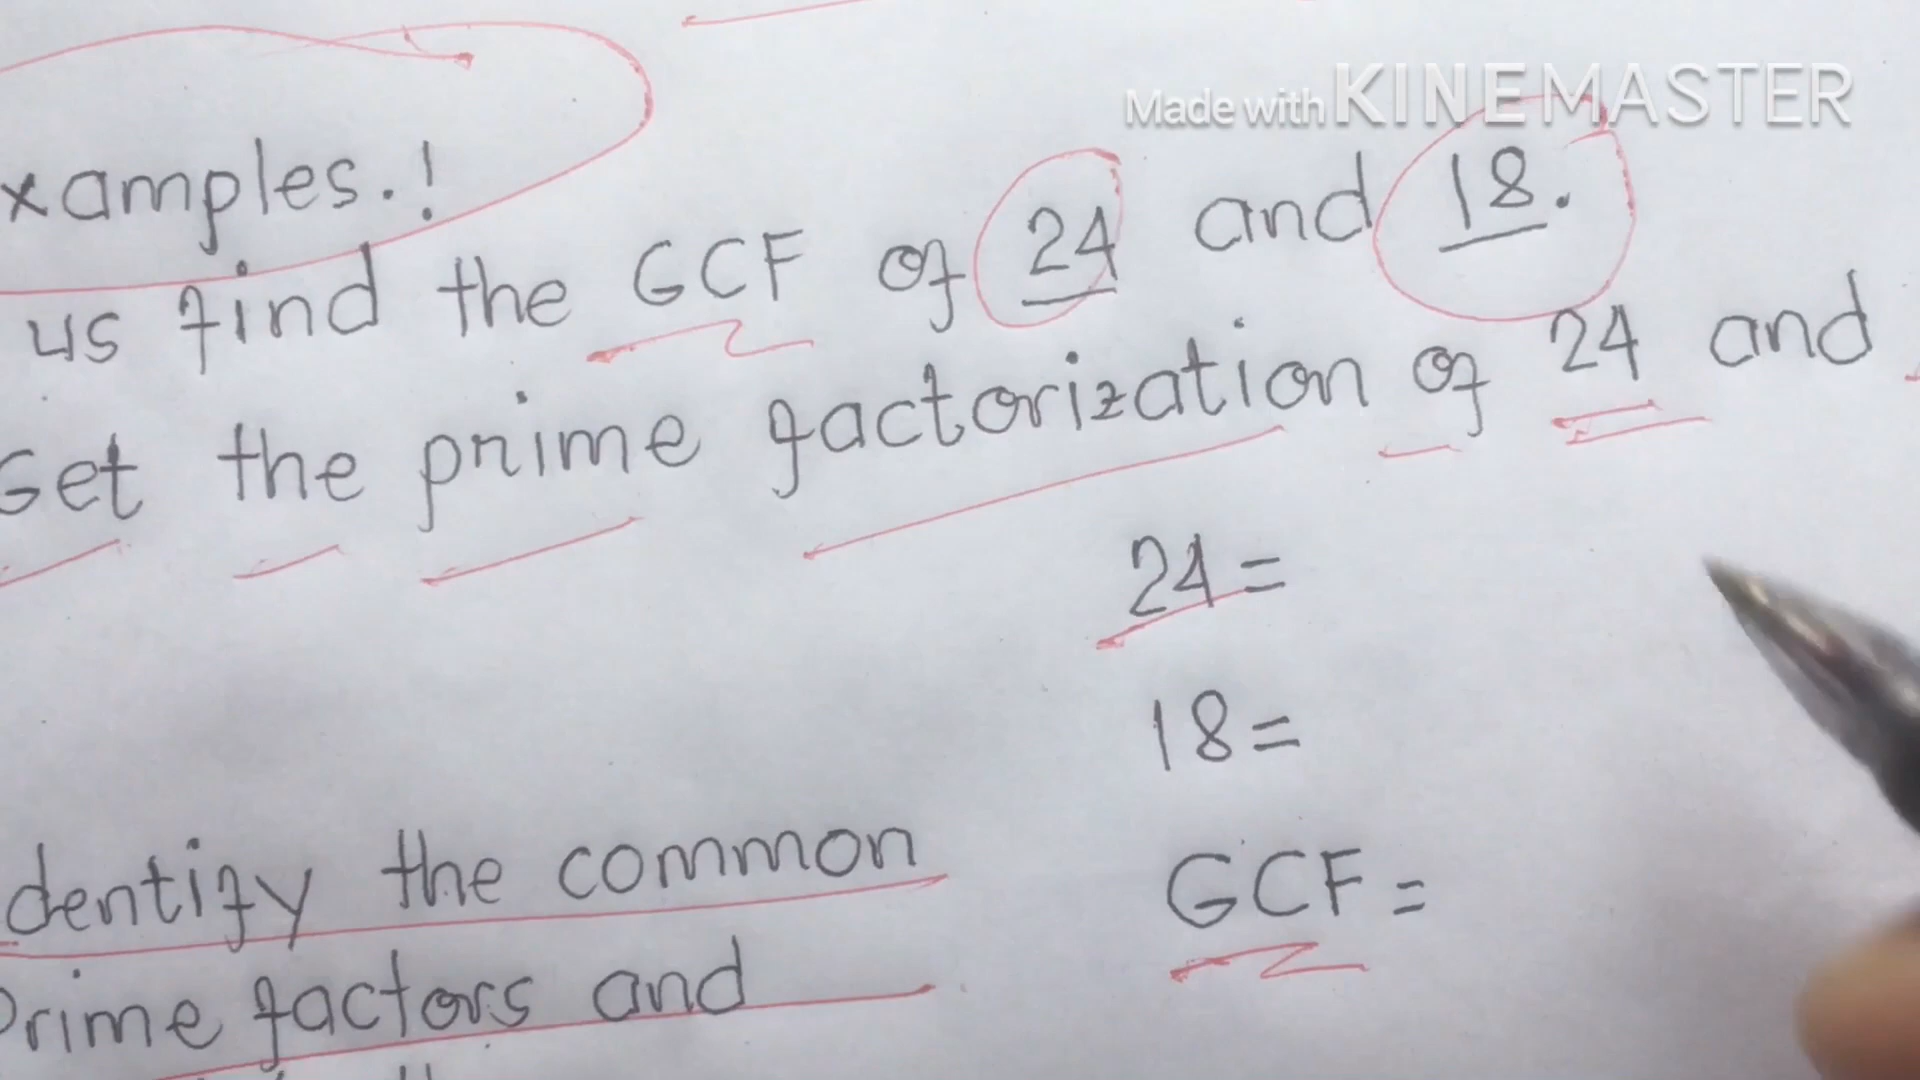 Made with KINEMASTER
xamples.!
us find the GCF of 24 and 18.
Get the prime factorization of 24 and
24=
18=
GCF=
dentify the common
Prime factors and